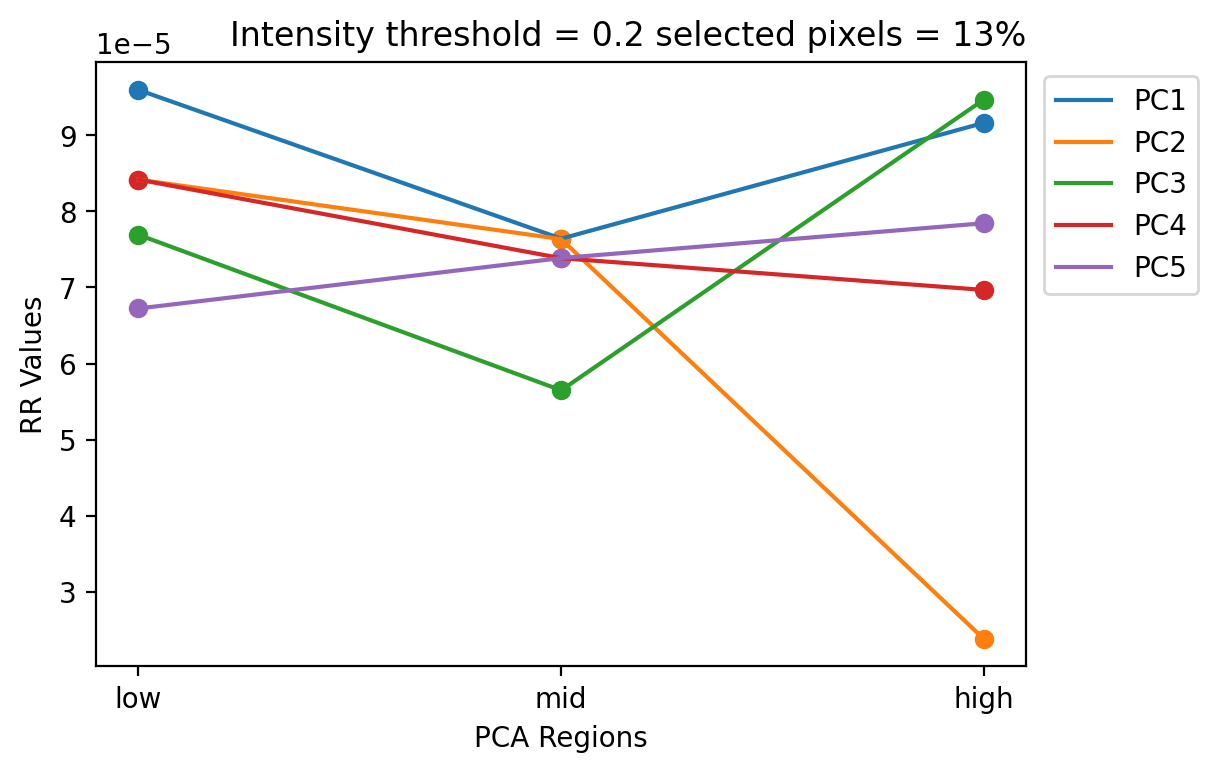 Intensity threshold = 0.2 selected pixels = 13%
1e−5
9
8
7
6
5
4
3
RR Values
low
mid
high
PCA Regions
PC1
PC2
PC3
PC4
PC5